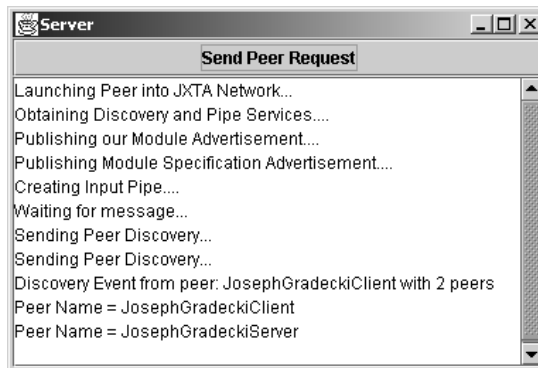 Server
Send Peer Request
Launching Peer into JXTA Network...
Obtaining Discovery and Pipe Services....
Publishing our Module Advertisement....
Publishing Module Specification Advertisement....
Creating Input Pipe....
Waiting for message...
Sending Peer Discovery...
Sending Peer Discovery...
Discovery Event from peer: JosephGradeckiClient with 2 peers
Peer Name = JosephGradeckiClient
Peer Name = JosephGradeckiServer